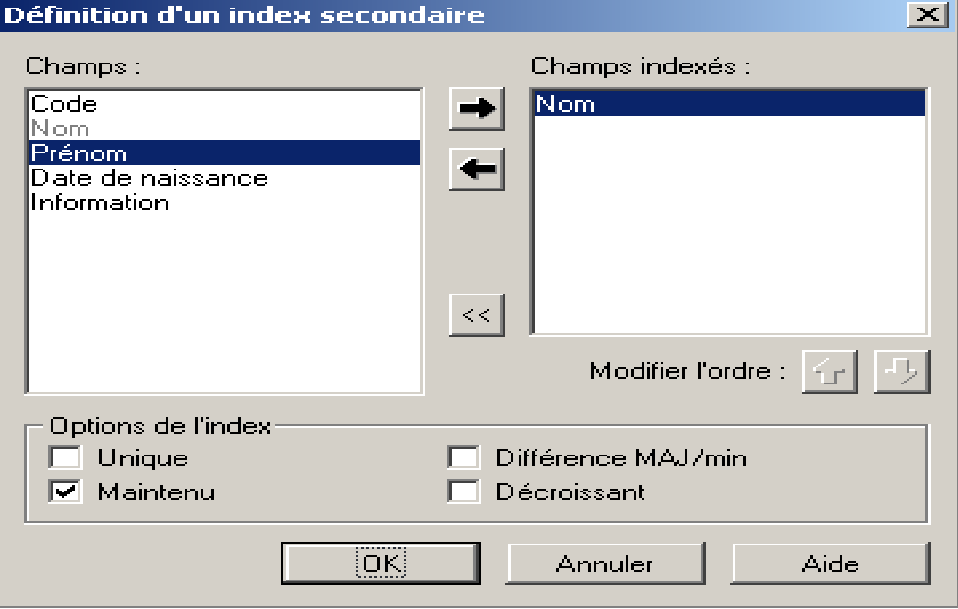 Définition d'un index secondaire
Champs :
Code
Nom
Prénom
Date de naissance
Information
<<
Champs indexés :
Nom
Modifier l'ordre :
Options de l'index
Unique
Différence MAJ/min
Maintenu
Décroissant
OK
Annuler
Aide